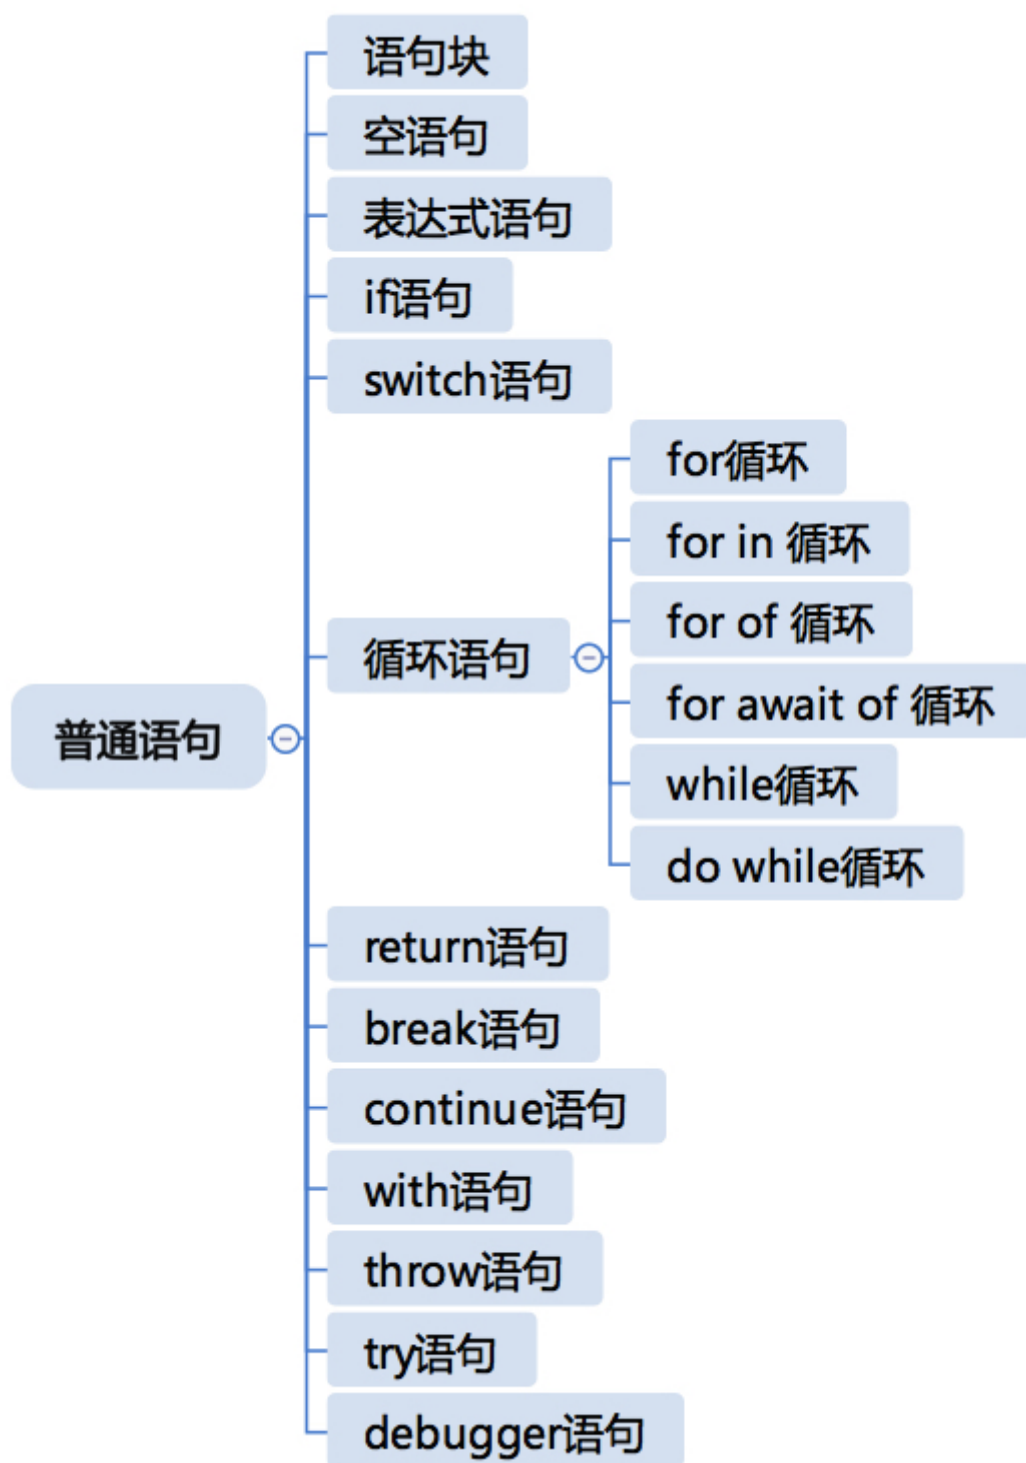 语句块
空语句
表达式语句
if语句
switch语句
for循环
for in 循环
for of 循环
循环语句
for await of 循环
普通语句
while循环
do while循环
return语句
break语句
continue语句
with语句
throw语句
try语句
debugger语句